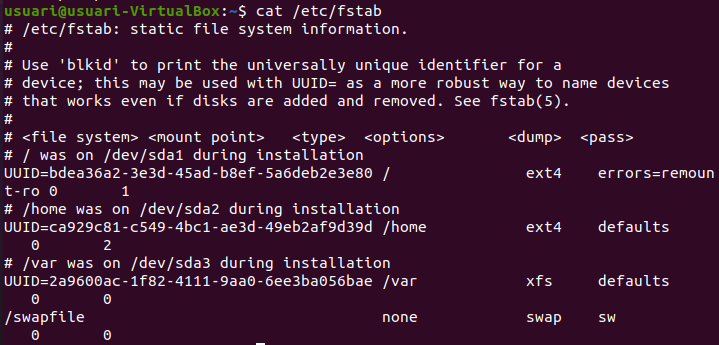 usuari@usuari-VirtualBox:~$ cat /etc/fstab
# /etc/fstab: static file system information.
#
# Use 'blkid' to print the universally unique identifier for a
# device; this may be used with UUID= as a more robust way to name devices
# that works even if disks are added and removed. See fstab(5).
#
# <file system> <mount point>   <type>  <options>       <dump>  <pass>
# / was on /dev/sda1 during installation
UUID=bdea36a2-3e3d-45ad-b8ef-5a6deb2e3e80 /               ext4    errors=remoun
t-ro 0       1
# /home was on /dev/sda2 during installation
UUID=ca929c81-c549-4bc1-ae3d-49eb2af9d39d /home           ext4    defaults
   0       2
# /var was on /dev/sda3 during installation
UUID=2a9600ac-1f82-4111-9aa0-6ee3ba056bae /var            xfs     defaults
   0       0
/swapfile                                 none            swap    sw
   0       0